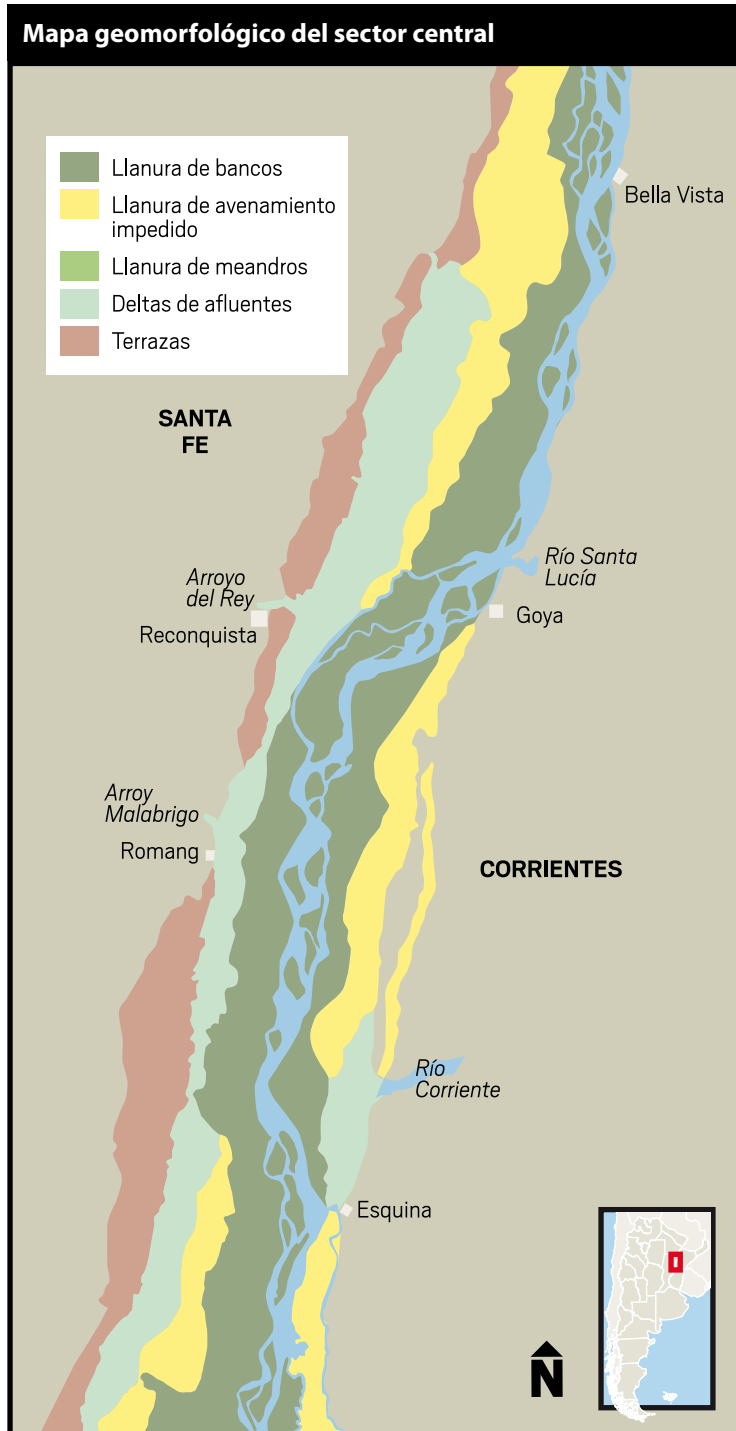 Mapa geomorfológico del sector central
Llanura de bancos
Llanura de avenamiento
impedido
Llanura de meandros
Deltas de afluentes
Terrazas
Bella Vista
SANTA
FE
Río Santa
Lucía
Arroyo
del Rey
Goya
Reconquista
Arroy
Malabrigo
Romang
CORRIENTES
Río
Corriente
Esquina
N